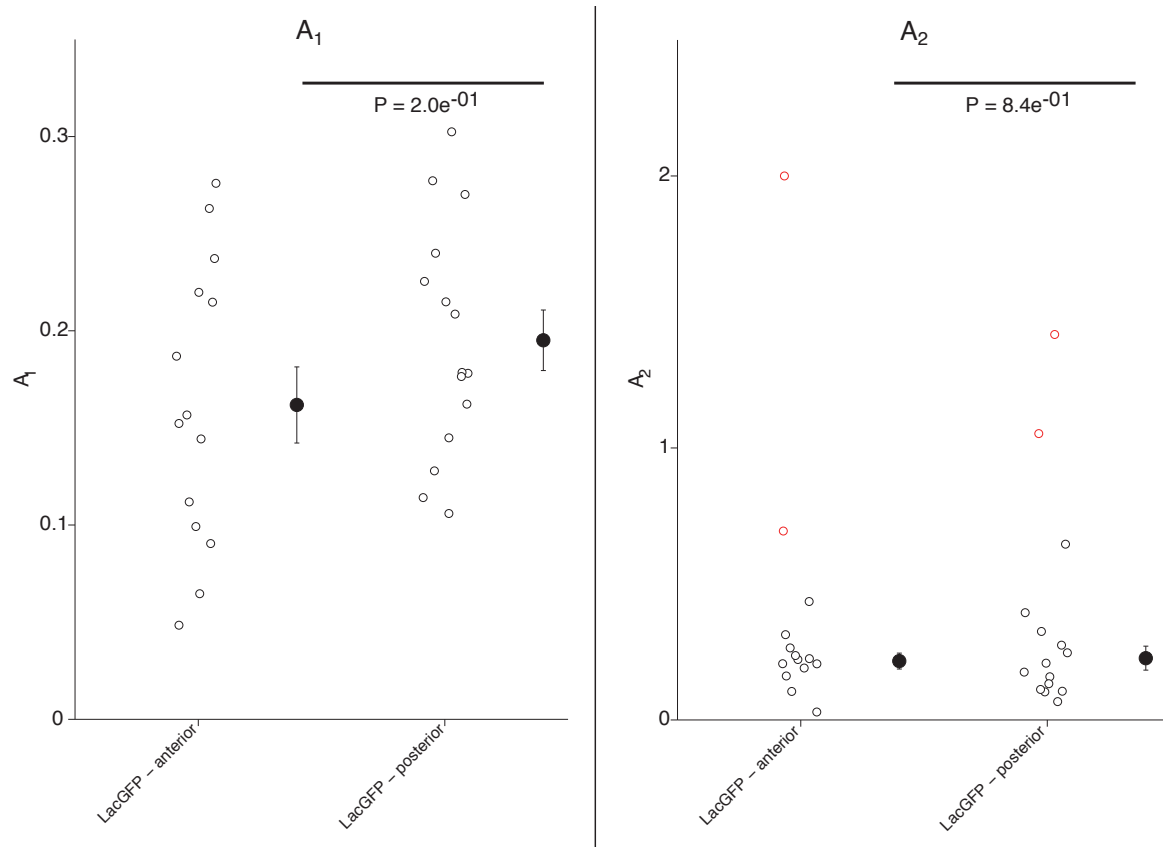 A₁
P = 2.0e⁻⁰¹
0.3
0.2
0.1
0
A₁
LacGFP – anterior
LacGFP – posterior
A₂
P = 8.4e⁻⁰¹
2
1
0
A₂
LacGFP – anterior
LacGFP – posterior